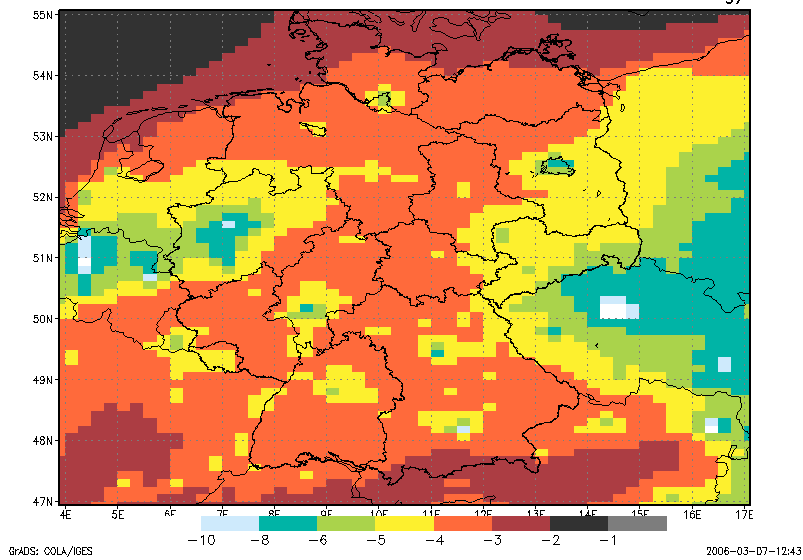 55N
54N
53N
52N
51N
50N
49N
48N
47N
4E 5E 6E 7E 8E 9E 10E 11E 12E 13E 14E 15E 16E 17E
-10 -8 -6 -5 -4 -3 -2 -1
GrADS: COLA/IGES 2006-03-07-12:43